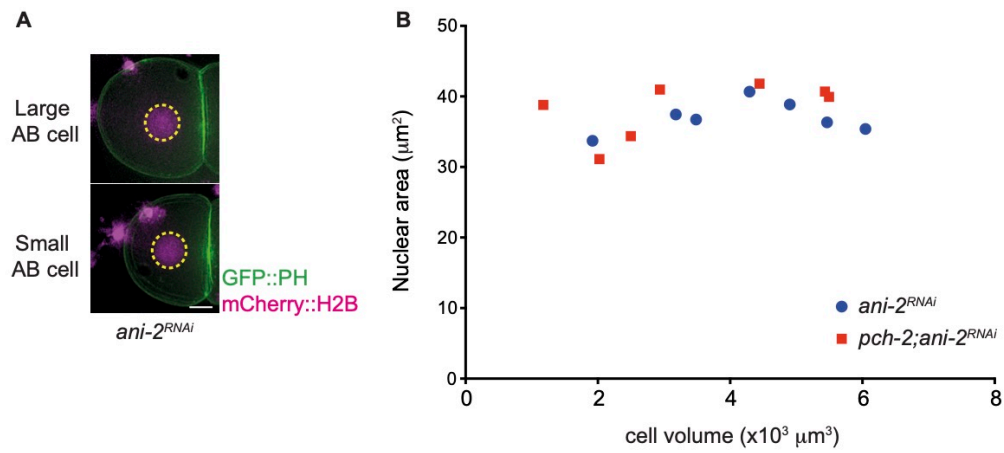 A
Large
AB cell
Small
AB cell
GFP::PH
mCherry::H2B
ani-2RNAi
B
50
40
30
20
10
0
Nuclear area (μm2)
0
2
4
6
8
cell volume (x103 μm3)
ani-2RNAi
pch-2;ani-2RNAi